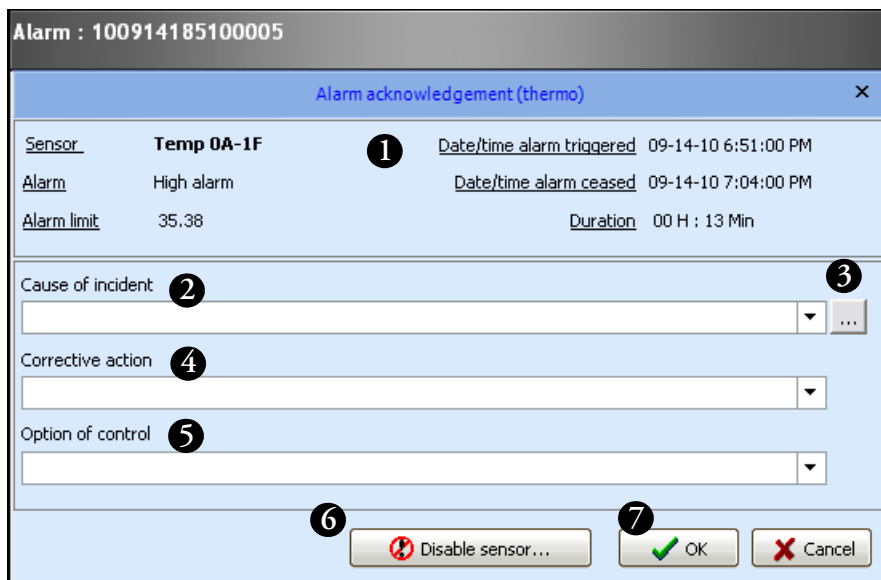 Alarm : 100914185100005
Alarm acknowledgement (thermo)
Sensor Temp 0A-1F 1 Date/time alarm triggered 09-14-10 6:51:00 PM
Alarm High alarm Date/time alarm ceased 09-14-10 7:04:00 PM
Alarm limit 35.38 Duration 00 H : 13 Min
Cause of incident 2 3
...
Corrective action 4
Option of control 5
6 7
Disable sensor... OK Cancel